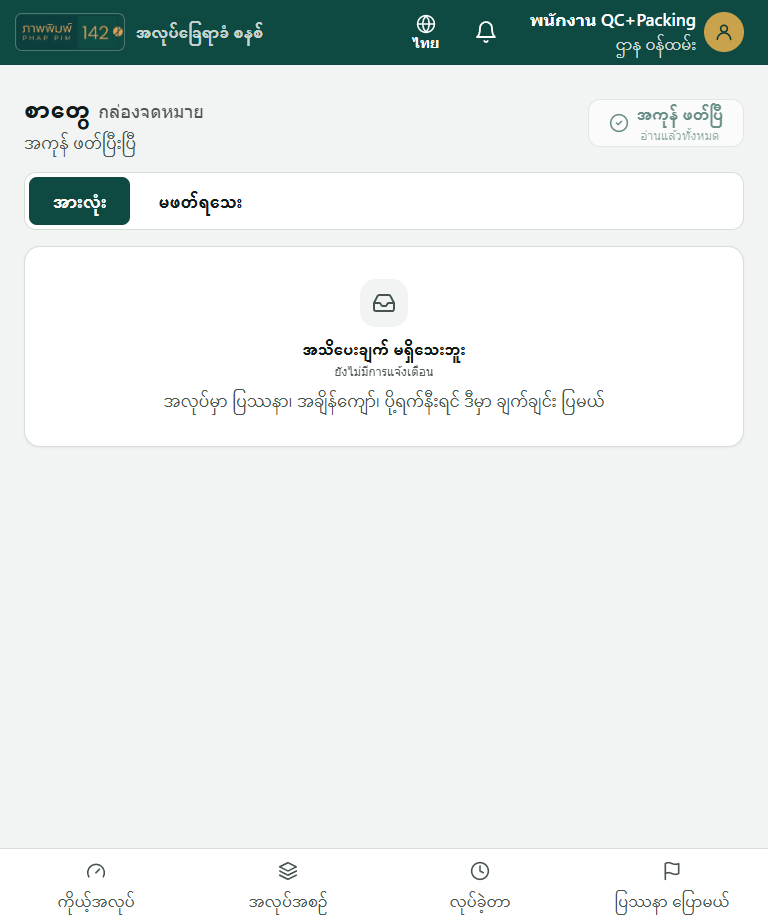 ภาพพิมพ์ 142
PHAP PIM
အလုပ်ခြေရာခံ စနစ်
ไทย
พนักงาน QC+Packing
ဌာန ဝန်ထမ်း
စာတွေ กล่องจดหมาย
အကုန် ဖတ်ပြီးပြီ
အကုန် ဖတ်ပြီ
อ่านแล้วทั้งหมด
အားလုံး မဖတ်ရသေး
အသိပေးချက် မရှိသေးဘူး
ยังไม่มีการแจ้งเตือน
အလုပ်မှာ ပြဿနာ၊ အချိန်ကျော်၊ ပို့ရက်နီးရင် ဒီမှာ ချက်ချင်း ပြမယ်
ကိုယ့်အလုပ် အလုပ်အစဉ် လုပ်ခဲ့တာ ပြဿနာ ပြောမယ်